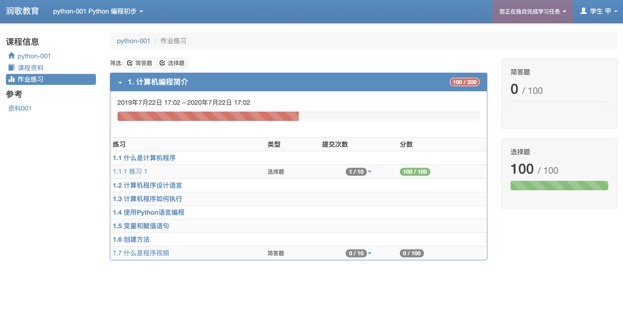 润歌教育 python-001 Python 编程初步 您正在独自完成学习任务 学生 甲
课程信息
python-001
课程资料
作业练习
参考
资料001
python-001 / 作业练习
筛选: 简答题 选择题
1. 计算机编程简介 100 / 200
2019年7月22日 17:02 ~ 2020年7月22日 17:02
练习 类型 提交次数 分数
1.1 什么是计算机程序
1.1.1 练习 1 选择题 1 / 10 100 / 100
1.2 计算机程序设计语言
1.3 计算机程序如何执行
1.4 使用Python语言编程
1.5 变量和赋值语句
1.6 创建方法
1.7 什么是程序视频 简答题 0 / 10 0 / 100
简答题
0 / 100
选择题
100 / 100